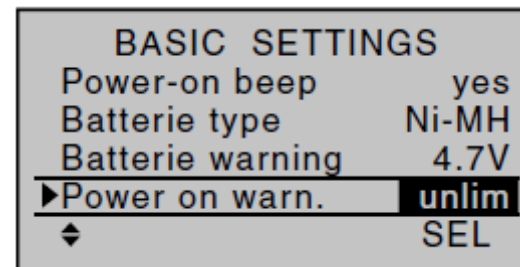 BASIC SETTINGS
Power-on beep yes
Batterie type Ni-MH
Batterie warning 4.7V
Power on warn. unlim
SEL